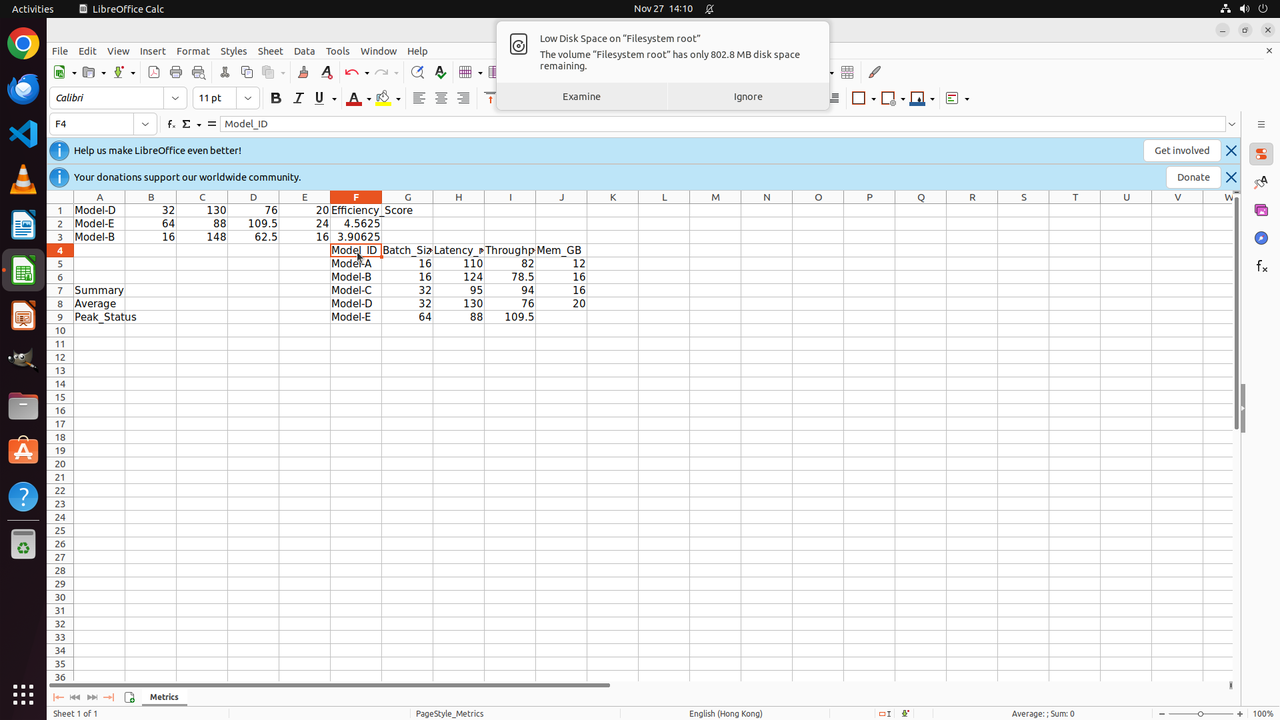 Activities
LibreOffice Calc
Nov 27 14:10
Low Disk Space on “Filesystem root”
The volume “Filesystem root” has only 802.8 MB disk space
remaining.
Examine
Ignore
File Edit View Insert Format Styles Sheet Data Tools Window Help
Calibri
11 pt
F4
Model_ID
Help us make LibreOffice even better!
Get involved
Your donations support our worldwide community.
Donate
A B C D E F G H I J K L M N O P Q R S T U V W
1 Model-D 32 130 76 20 Efficiency_Score
2 Model-E 64 88 109.5 24 4.5625
3 Model-B 16 148 62.5 16 3.90625
4 Model_ID Batch_Siz Latency_ Throughp Mem_GB
5 Model-A 16 110 82 12
6 Model-B 16 124 78.5 16
7 Summary Model-C 32 95 94 16
8 Average Model-D 32 130 76 20
9 Peak_Status Model-E 64 88 109.5
10
11
12
13
14
15
16
17
18
19
20
21
22
23
24
25
26
27
28
29
30
31
32
33
34
35
36
Metrics
Sheet 1 of 1
PageStyle_Metrics
English (Hong Kong)
Average: ; Sum: 0
100%